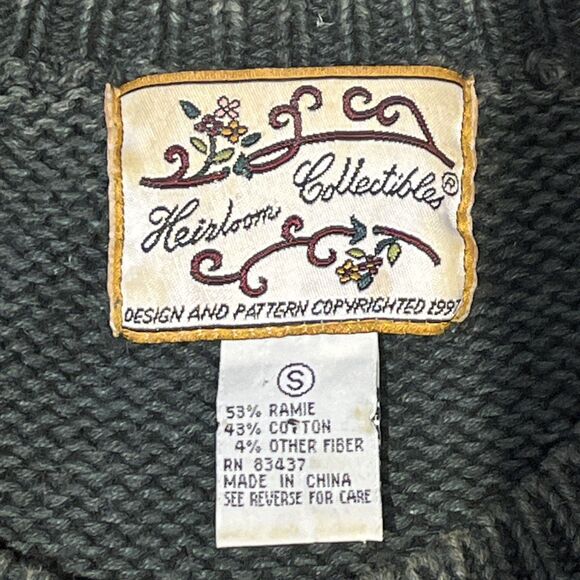 Heirloom Collectibles®
DESIGN AND PATTERN COPYRIGHTED 1997
S
53% RAMIE
43% COTTON
4% OTHER FIBER
RN 83437
MADE IN CHINA
SEE REVERSE FOR CARE